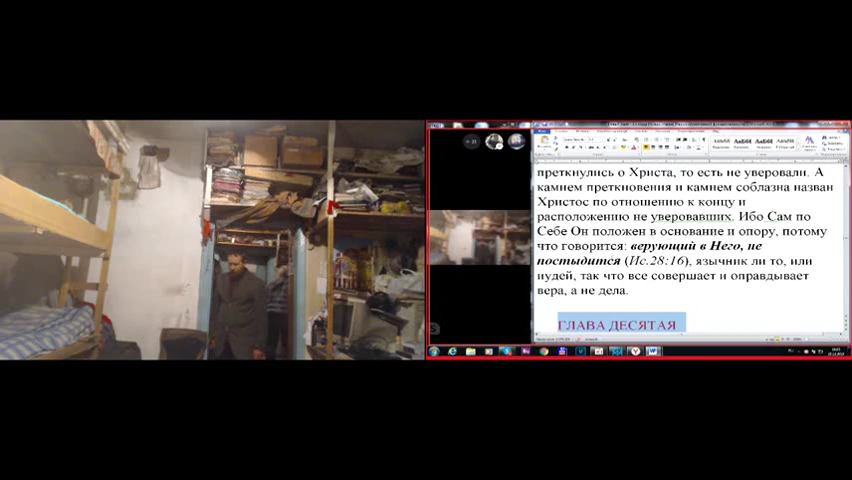 преткнулись о Христа, то есть не уверовали. А
камнем преткновения и камнем соблазна назван
Христос по отношению к концу и
расположению не уверовавших. Ибо Сам по
Себе Он положен в основание и опору, потому
что говорится: верующий в Него, не
постыдится (Ис.28:16), язычник ли то, или
иудей, так что все совершает и оправдывает
вера, а не дела.
ГЛАВА ДЕСЯТАЯ